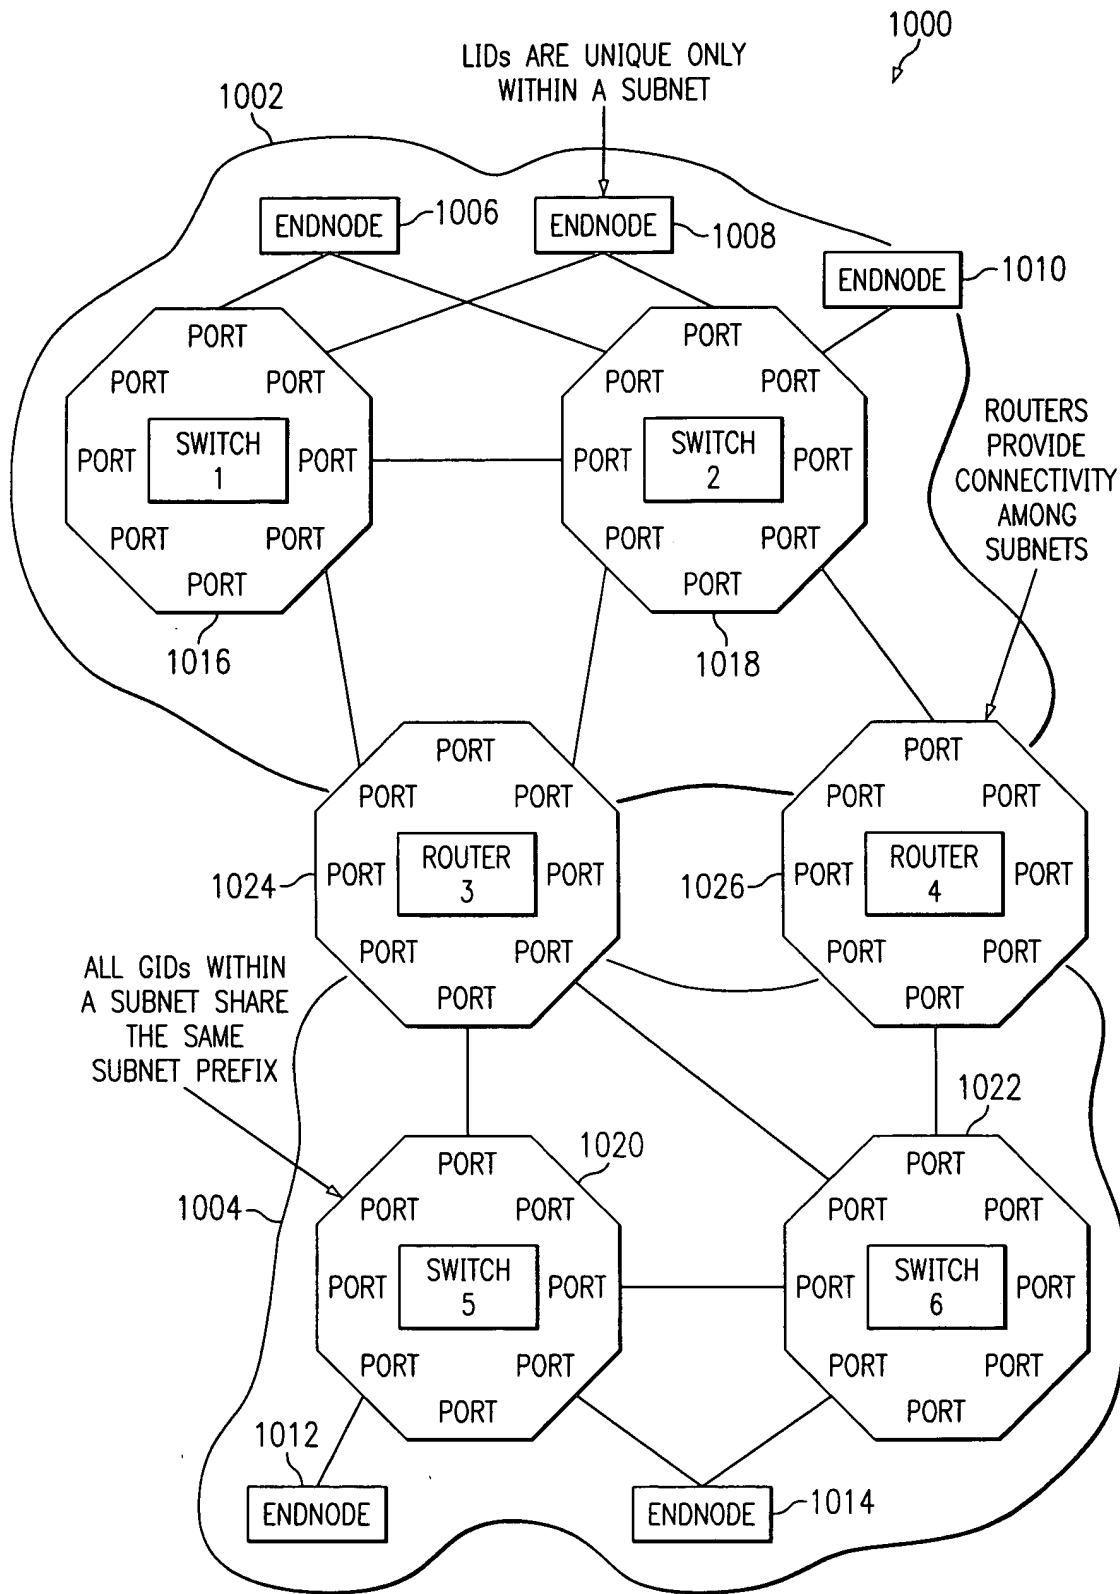 1000
LIDs ARE UNIQUE ONLY
WITHIN A SUBNET
1002
ENDNODE
1006
ENDNODE
1008
ENDNODE
1010
PORT
PORT
PORT
PORT
SWITCH
1
PORT
PORT
PORT
PORT
1016
PORT
PORT
PORT
PORT
SWITCH
2
PORT
PORT
PORT
PORT
1018
ROUTERS
PROVIDE
CONNECTIVITY
AMONG
SUBNETS
PORT
PORT
PORT
1024
PORT
ROUTER
3
PORT
PORT
PORT
PORT
PORT
PORT
PORT
1026
PORT
ROUTER
4
PORT
PORT
PORT
PORT
ALL GIDs WITHIN
A SUBNET SHARE
THE SAME
SUBNET PREFIX
1004
1020
PORT
PORT
PORT
PORT
SWITCH
5
PORT
PORT
PORT
PORT
1022
PORT
PORT
PORT
PORT
SWITCH
6
PORT
PORT
PORT
PORT
1012
ENDNODE
ENDNODE
1014